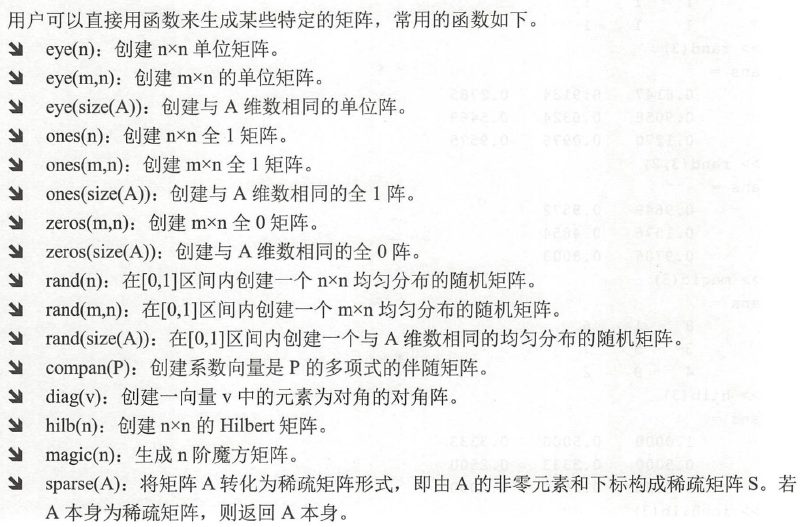 用户可以直接用函数来生成某些特定的矩阵，常用的函数如下。
eye(n)：创建 n×n 单位矩阵。
eye(m,n)：创建 m×n 的单位矩阵。
eye(size(A))：创建与 A 维数相同的单位阵。
ones(n)：创建 n×n 全 1 矩阵。
ones(m,n)：创建 m×n 全 1 矩阵。
ones(size(A))：创建与 A 维数相同的全 1 阵。
zeros(m,n)：创建 m×n 全 0 矩阵。
zeros(size(A))：创建与 A 维数相同的全 0 阵。
rand(n)：在[0,1]区间内创建一个 n×n 均匀分布的随机矩阵。
rand(m,n)：在[0,1]区间内创建一个 m×n 均匀分布的随机矩阵。
rand(size(A))：在[0,1]区间内创建一个与 A 维数相同的均匀分布的随机矩阵。
compan(P)：创建系数向量是 P 的多项式的伴随矩阵。
diag(v)：创建一向量 v 中的元素为对角的对角阵。
hilb(n)：创建 n×n 的 Hilbert 矩阵。
magic(n)：生成 n 阶魔方矩阵。
sparse(A)：将矩阵 A 转化为稀疏矩阵形式，即由 A 的非零元素和下标构成稀疏矩阵 S。若
A 本身为稀疏矩阵，则返回 A 本身。